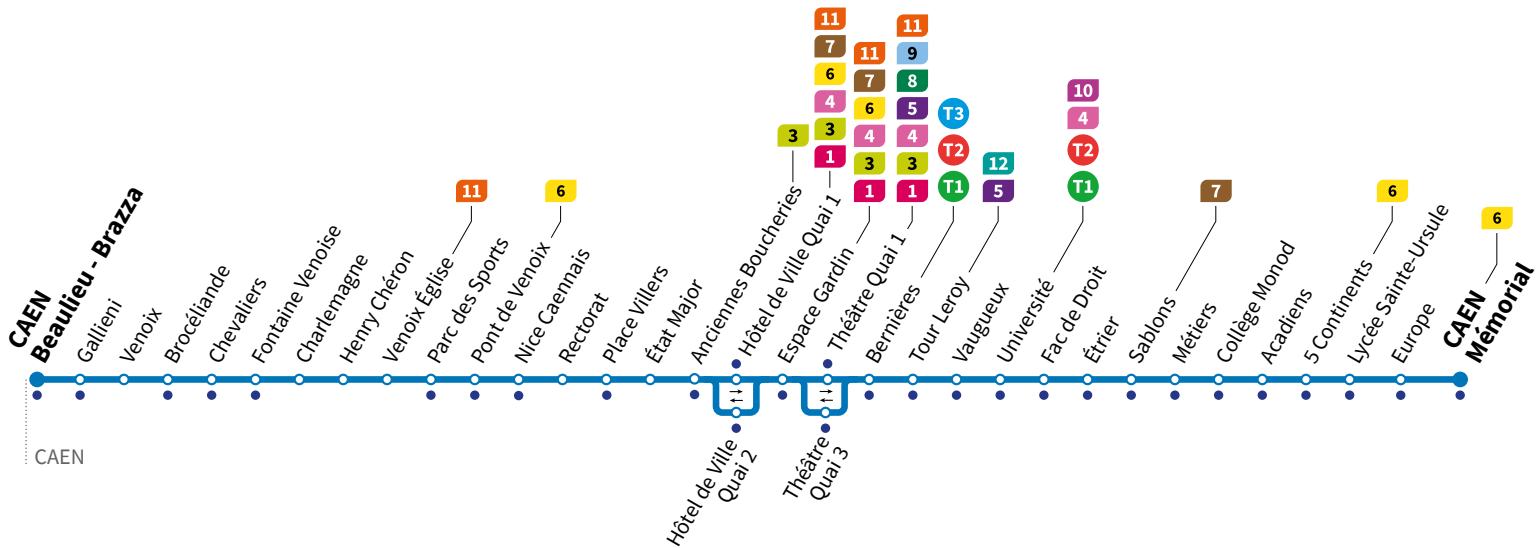 CAEN
Beaulieu - Brazza
Gallieni
Venoix
Brocéliande
Chevaliers
Fontaine Venoise
Charlemagne
Henry Chéron
Venoix Église
11
Parc des Sports
Pont de Venoix
6
Nice Caennais
Rectorat
Place Villers
État Major
Anciennes Boucheries
3
Hôtel de Ville Quai 1
11
7
6
4
3
1
Espace Gardin
11
7
6
4
3
1
Théâtre Quai 1
11
9
8
5
4
3
1
Bernières
T3
T2
T1
Tour Leroy
12
5
Vaugueux
Université
10
4
T2
T1
Fac de Droit
Étrier
Sablons
7
Métiers
Collège Monod
Acadiens
5 Continents
6
Lycée Sainte-Ursule
Europe
CAEN
Mémorial
6
Hôtel de Ville
Quai 2
Théâtre
Quai 3
CAEN